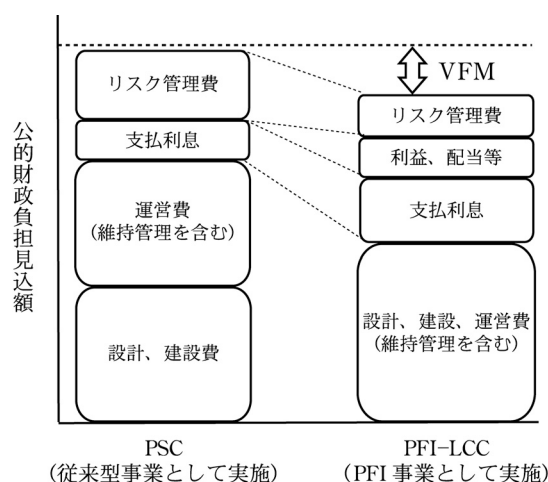 公的財政負担見込額
リスク管理費
支払利息
運営費
（維持管理を含む）
設計、建設費
VFM
リスク管理費
利益、配当等
支払利息
設計、建設、運営費
（維持管理を含む）
PSC
（従来型事業として実施）
PFI-LCC
（PFI 事業として実施）